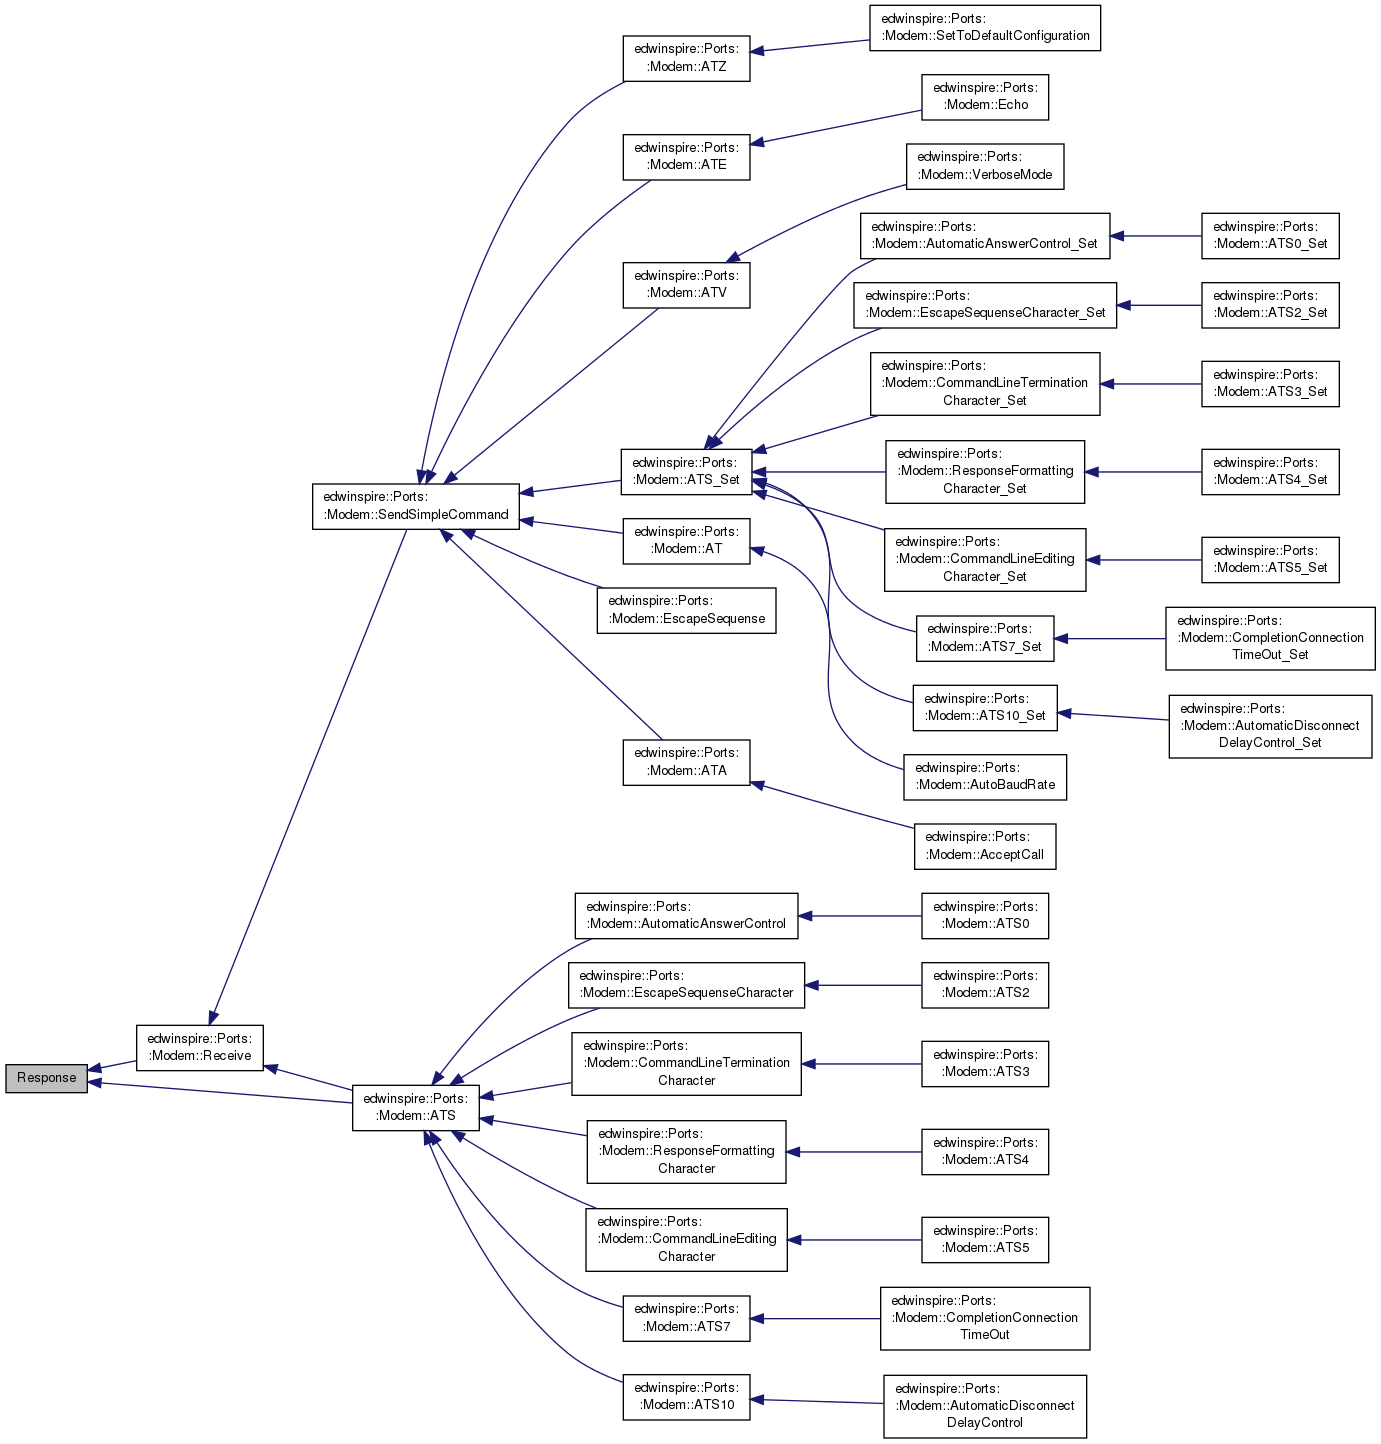 edwinspire::Ports:
:Modem::SetToDefaultConfiguration
edwinspire::Ports:
:Modem::ATZ
edwinspire::Ports:
:Modem::Echo
edwinspire::Ports:
:Modem::ATE
edwinspire::Ports:
:Modem::VerboseMode
edwinspire::Ports:
:Modem::ATV
edwinspire::Ports:
:Modem::AutomaticAnswerControl_Set
edwinspire::Ports:
:Modem::ATS0_Set
edwinspire::Ports:
:Modem::EscapeSequenseCharacter_Set
edwinspire::Ports:
:Modem::ATS2_Set
edwinspire::Ports:
:Modem::CommandLineTermination
Character_Set
edwinspire::Ports:
:Modem::ATS3_Set
edwinspire::Ports:
:Modem::ATS_Set
edwinspire::Ports:
:Modem::ResponseFormatting
Character_Set
edwinspire::Ports:
:Modem::ATS4_Set
edwinspire::Ports:
:Modem::SendSimpleCommand
edwinspire::Ports:
:Modem::AT
edwinspire::Ports:
:Modem::CommandLineEditing
Character_Set
edwinspire::Ports:
:Modem::ATS5_Set
edwinspire::Ports:
:Modem::EscapeSequense
edwinspire::Ports:
:Modem::ATS7_Set
edwinspire::Ports:
:Modem::CompletionConnection
TimeOut_Set
edwinspire::Ports:
:Modem::ATS10_Set
edwinspire::Ports:
:Modem::AutomaticDisconnect
DelayControl_Set
edwinspire::Ports:
:Modem::ATA
edwinspire::Ports:
:Modem::AutoBaudRate
edwinspire::Ports:
:Modem::AcceptCall
edwinspire::Ports:
:Modem::AutomaticAnswerControl
edwinspire::Ports:
:Modem::ATS0
edwinspire::Ports:
:Modem::EscapeSequenseCharacter
edwinspire::Ports:
:Modem::ATS2
edwinspire::Ports:
:Modem::Receive
edwinspire::Ports:
:Modem::CommandLineTermination
Character
edwinspire::Ports:
:Modem::ATS3
Response
edwinspire::Ports:
:Modem::ATS
edwinspire::Ports:
:Modem::ResponseFormatting
Character
edwinspire::Ports:
:Modem::ATS4
edwinspire::Ports:
:Modem::CommandLineEditing
Character
edwinspire::Ports:
:Modem::ATS5
edwinspire::Ports:
:Modem::ATS7
edwinspire::Ports:
:Modem::CompletionConnection
TimeOut
edwinspire::Ports:
:Modem::ATS10
edwinspire::Ports:
:Modem::AutomaticDisconnect
DelayControl